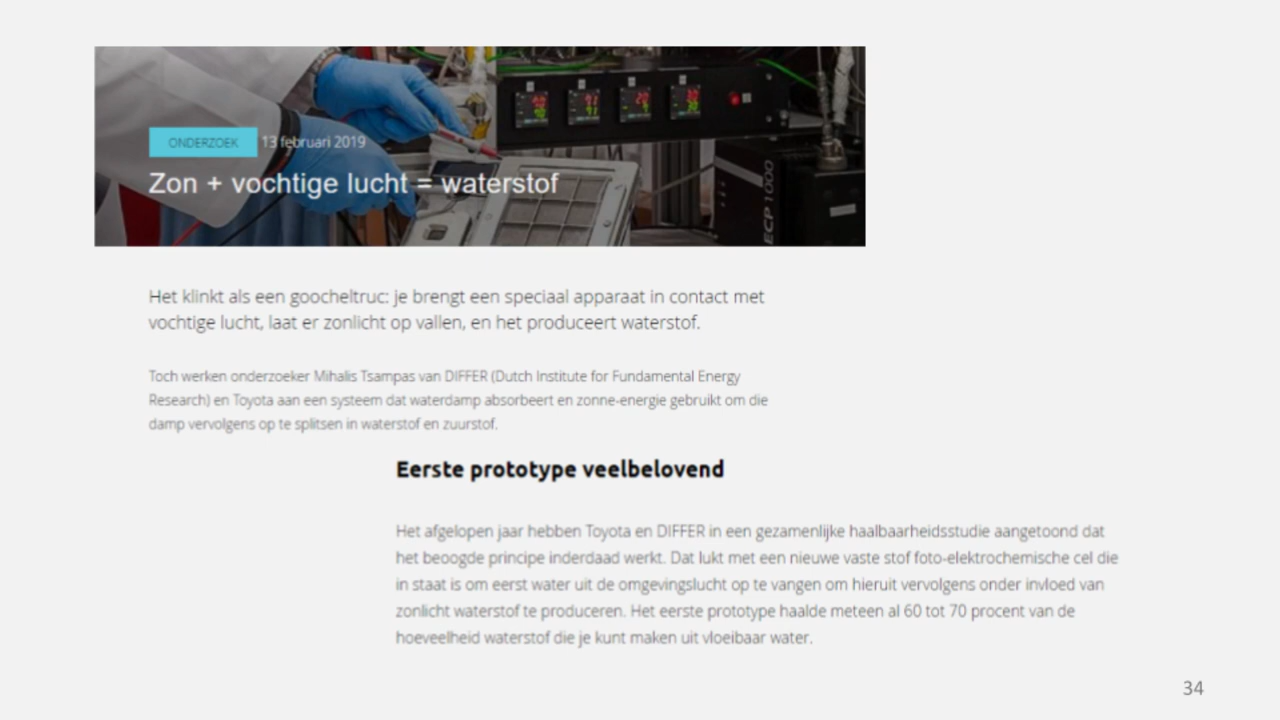 ONDERZOEK 13 februari 2019
Zon + vochtige lucht = waterstof
ECP 1000
Het klinkt als een goocheltruc: je brengt een speciaal apparaat in contact met
vochtige lucht, laat er zonlicht op vallen, en het produceert waterstof.
Toch werken onderzoeker Mihalis Tsampas van DIFFER (Dutch Institute for Fundamental Energy
Research) en Toyota aan een systeem dat waterdamp absorbeert en zonne-energie gebruikt om die
damp vervolgens op te splitsen in waterstof en zuurstof.
Eerste prototype veelbelovend
Het afgelopen jaar hebben Toyota en DIFFER in een gezamenlijke haalbaarheidsstudie aangetoond dat
het beoogde principe inderdaad werkt. Dat lukt met een nieuwe vaste stof foto-elektrochemische cel die
in staat is om eerst water uit de omgevingslucht op te vangen om hieruit vervolgens onder invloed van
zonlicht waterstof te produceren. Het eerste prototype haalde meteen al 60 tot 70 procent van de
hoeveelheid waterstof die je kunt maken uit vloeibaar water.
34